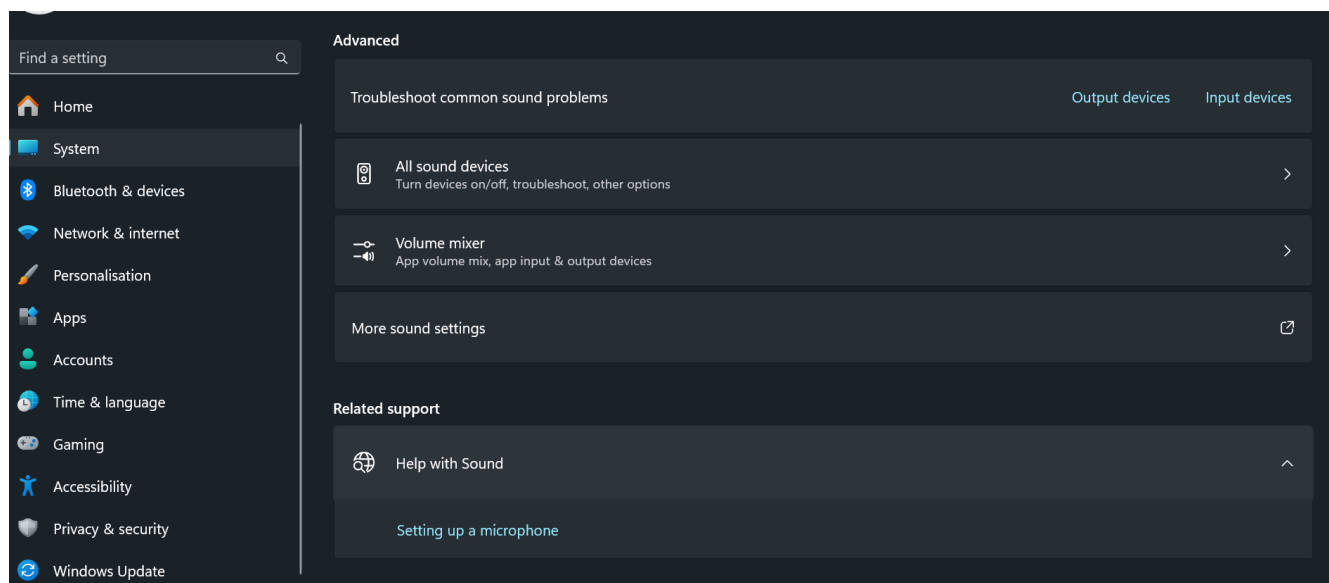 Find a setting
Home
System
Bluetooth & devices
Network & internet
Personalisation
Apps
Accounts
Time & language
Gaming
Accessibility
Privacy & security
Windows Update
Advanced
Troubleshoot common sound problems
Output devices
Input devices
All sound devices
Turn devices on/off, troubleshoot, other options
Volume mixer
App volume mix, app input & output devices
More sound settings
Related support
Help with Sound
Setting up a microphone